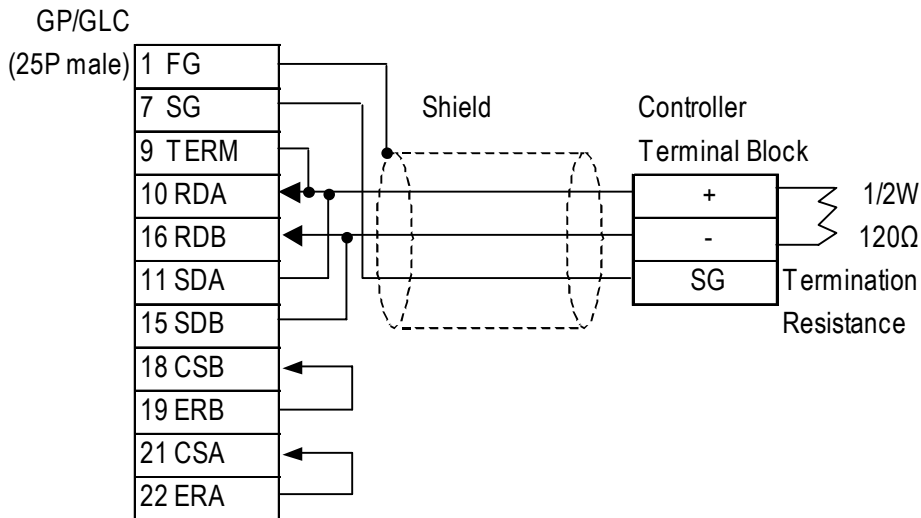 GP/GLC
(25P male)
1 FG
7 SG
9 TERM
10 RDA
16 RDB
11 SDA
15 SDB
18 CSB
19 ERB
21 CSA
22 ERA
Shield
Controller
Terminal Block
+
-
SG
1/2W
120Ω
Termination
Resistance